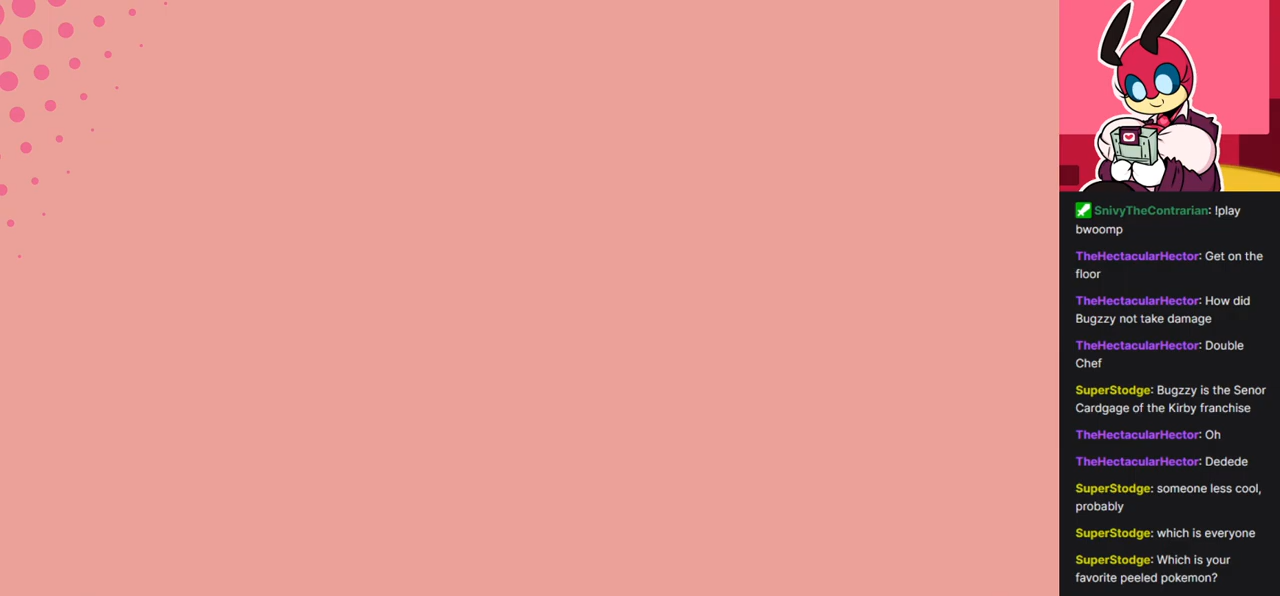 SnivyTheContrarian: !play
bwoomp
TheHectacularHector: Get on the
floor
TheHectacularHector: How did
Bugzzy not take damage
TheHectacularHector: Double
Chef
SuperStodge: Bugzzy is the Senor
Cardgage of the Kirby franchise
TheHectacularHector: Oh
TheHectacularHector: Dedede
SuperStodge: someone less cool,
probably
SuperStodge: which is everyone
SuperStodge: Which is your
favorite peeled pokemon?